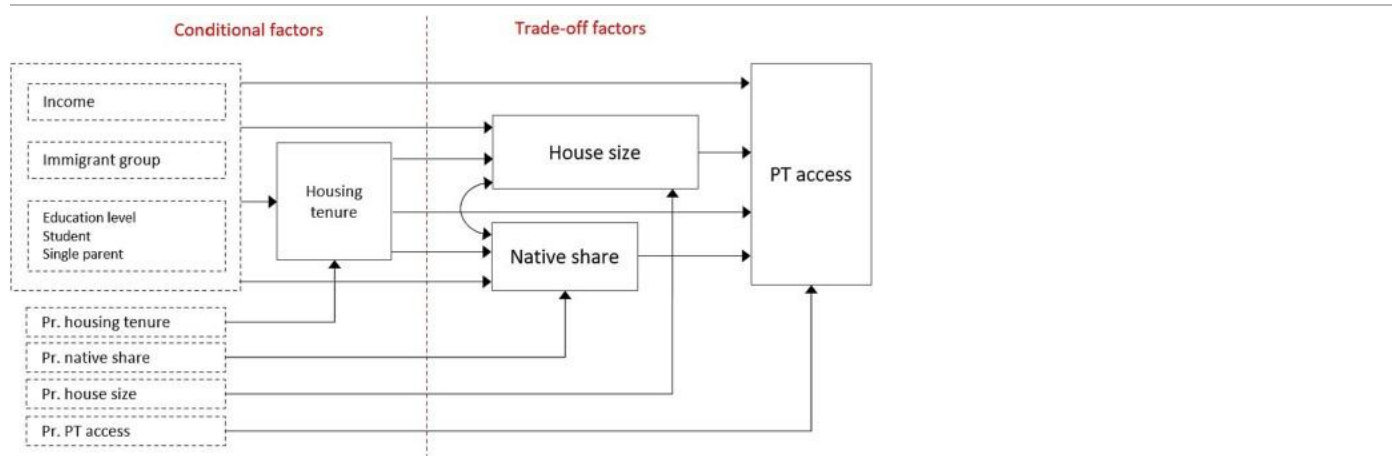 Conditional factors
Trade-off factors
Income
Immigrant group
Education level
Student
Single parent
Housing
tenure
House size
Native share
PT access
Pr. housing tenure
Pr. native share
Pr. house size
Pr. PT access